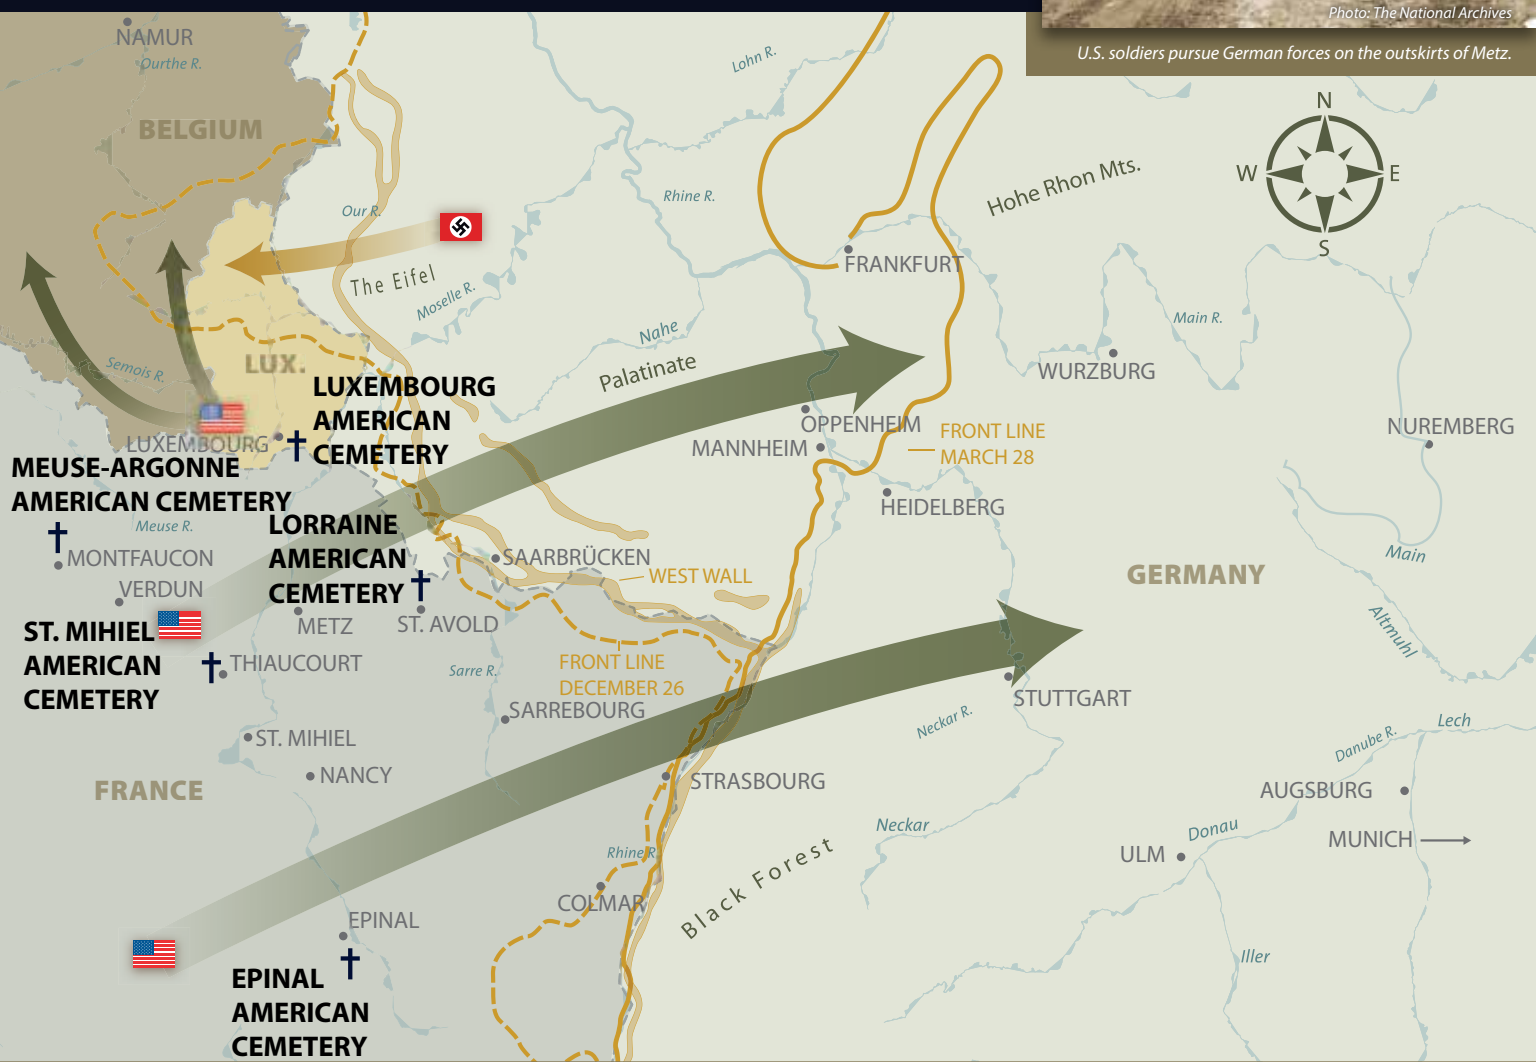 Photo: The National Archives
U.S. soldiers pursue German forces on the outskirts of Metz.
NAMUR
Ourthe R.
BELGIUM
Lohn R.
N
W
E
S
Hohe Rhon Mts.
Rhine R.
Our R.
The Eifel
Moselle R.
FRANKFURT
Nahe
Main R.
Palatinate
Semois R.
LUX.
WURZBURG
LUXEMBOURG
AMERICAN
CEMETERY
LUXEMBOURG
OPPENHEIM
MANNHEIM
FRONT LINE
MARCH 28
NUREMBERG
MEUSE-ARGONNE
AMERICAN CEMETERY
HEIDELBERG
Meuse R.
LORRAINE
AMERICAN
CEMETERY
MONTFAUCON
VERDUN
SAARBRÜCKEN
WEST WALL
Main
GERMANY
METZ
ST. AVOLD
ST. MIHIEL
AMERICAN
CEMETERY
THIAUCOURT
Altmuhl
Sarre R.
FRONT LINE
DECEMBER 26
SARREBOURG
STUTTGART
Neckar R.
Lech
Danube R.
ST. MIHIEL
NANCY
FRANCE
STRASBOURG
AUGSBURG
Neckar
Donau
MUNICH
ULM
Rhine R.
Black Forest
COLMAR
EPINAL
Iller
EPINAL
AMERICAN
CEMETERY